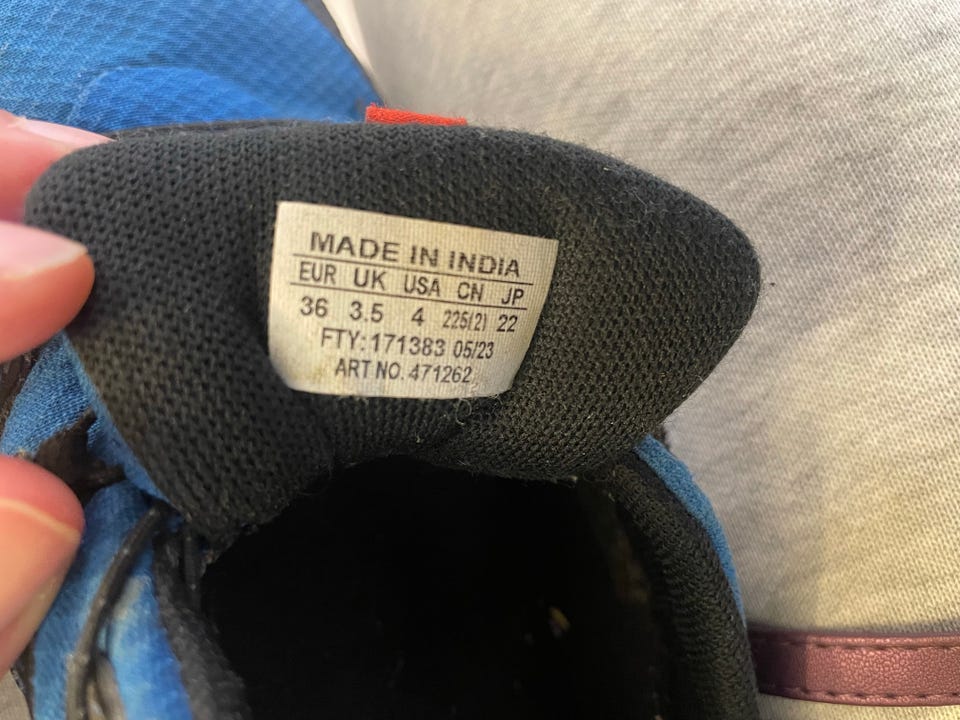 MADE IN INDIA
EUR UK USA CN JP
36 3.5 4 225(2) 22
FTY:171383 05/23
ART NO. 471262